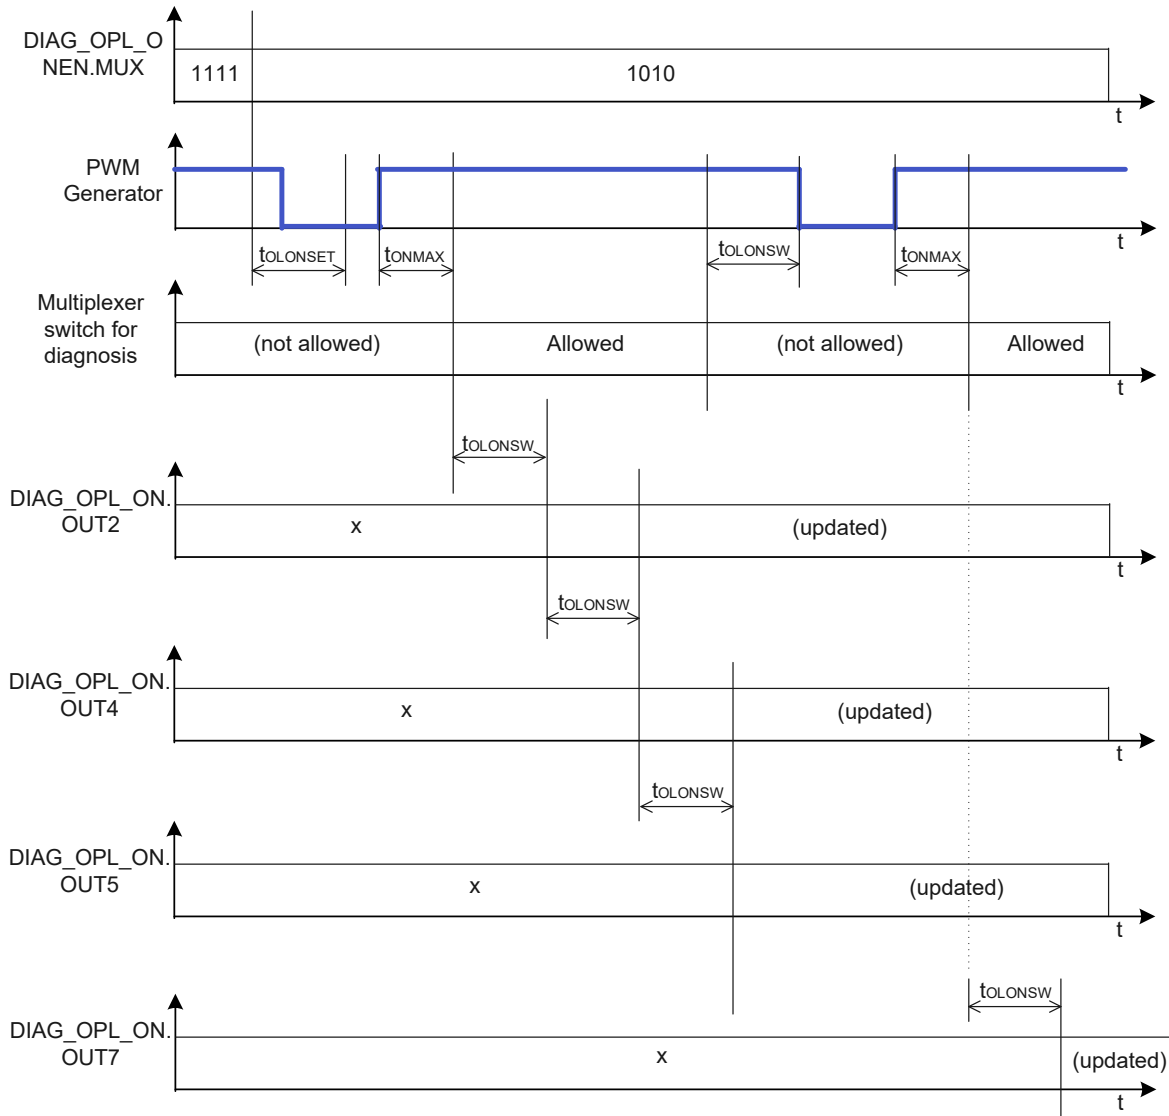 DIAG_OPL_O
NEN.MUX
1111
1010
t
PWM
Generator
t
tOLONSET
tONMAX
tOLONSW
tONMAX
Multiplexer
switch for
diagnosis
(not allowed)
Allowed
(not allowed)
Allowed
t
tOLONSW
DIAG_OPL_ON.
OUT2
x
(updated)
t
tOLONSW
DIAG_OPL_ON.
OUT4
x
(updated)
t
tOLONSW
DIAG_OPL_ON.
OUT5
x
(updated)
t
tOLONSW
DIAG_OPL_ON.
OUT7
x
(updated)
t